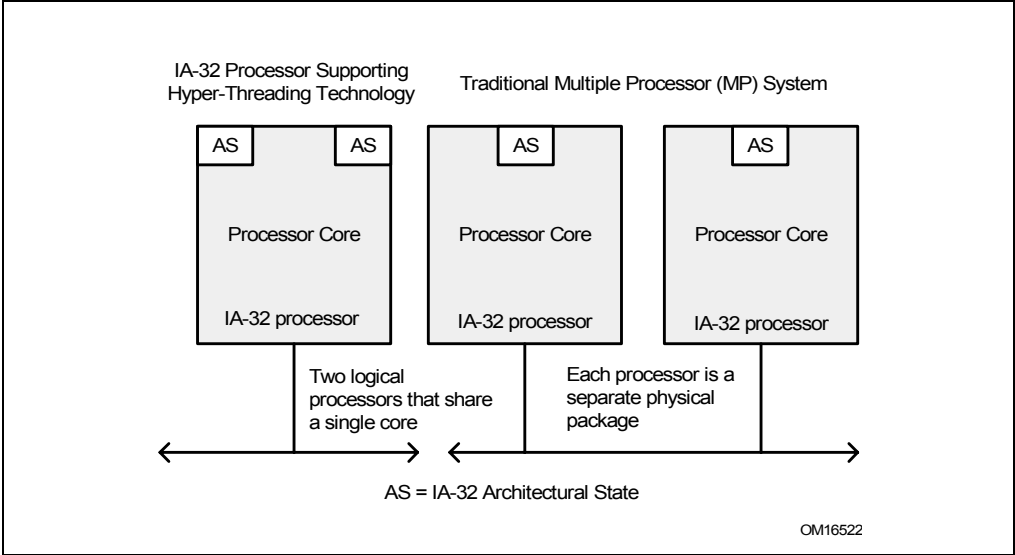 IA-32 Processor Supporting
Hyper-Threading Technology
Traditional Multiple Processor (MP) System
AS
AS
AS
AS
Processor Core
Processor Core
Processor Core
IA-32 processor
IA-32 processor
IA-32 processor
Two logical
processors that share
a single core
Each processor is a
separate physical
package
AS = IA-32 Architectural State
OM16522